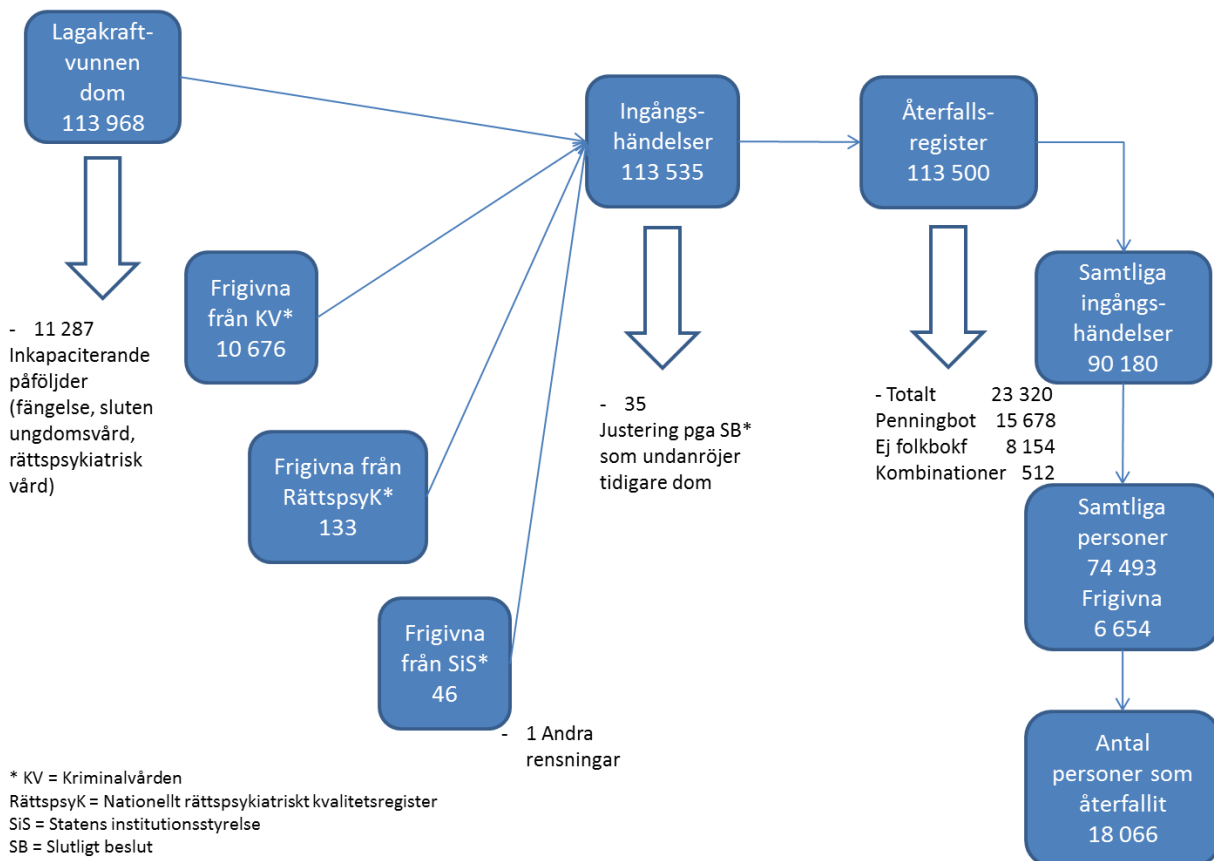 Lagakraft-
vunnen
dom
113 968
- 11 287
Inkapaciterande
påföljder
(fängelse, sluten
ungdomsvård,
rättspsykiatrisk
vård)
Frigivna
från KV*
10 676
Frigivna från
RättspsyK*
133
Frigivna
från SiS*
46
- 1 Andra
rensningar
Ingångs-
händelser
113 535
- 35
Justering pga SB*
som undanröjer
tidigare dom
Återfalls-
register
113 500
- Totalt 23 320
Penningbot 15 678
Ej folkbokf 8 154
Kombinationer 512
Samtliga
ingångs-
händelser
90 180
Samtliga
personer
74 493
Frigivna
6 654
Antal
personer som
återfallit
18 066
* KV = Kriminalvården
RättspsyK = Nationellt rättspsykiatriskt kvalitetsregister
SiS = Statens institutionsstyrelse
SB = Slutligt beslut